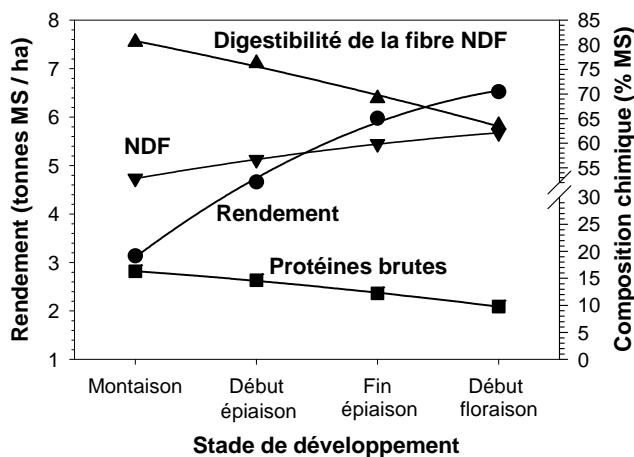 Digestibilité de la fibre NDF
NDF
Rendement
Protéines brutes
Rendement (tonnes MS / ha)
8
7
6
5
4
3
2
1
Composition chimique (% MS)
85
80
75
70
65
60
55
30
25
20
15
10
5
0
Montaison
Début
épiaison
Fin
épiaison
Début
floraison
Stade de développement